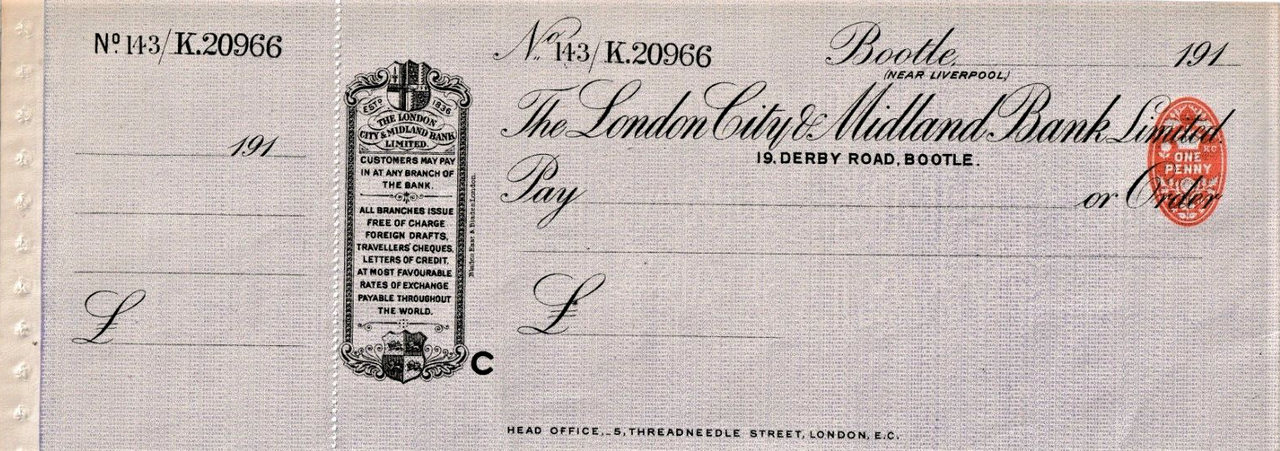 Nº 143/K.20966
191
£
ESTD 1836
THE LONDON
CITY & MIDLAND BANK
LIMITED.
CUSTOMERS MAY PAY
IN AT ANY BRANCH OF
THE BANK.
ALL BRANCHES ISSUE
FREE OF CHARGE
FOREIGN DRAFTS,
TRAVELLERS' CHEQUES,
LETTERS OF CREDIT,
AT MOST FAVOURABLE
RATES OF EXCHANGE
PAYABLE THROUGHOUT
THE WORLD.
C
No. 143/K.20966
Bootle, 191
(NEAR LIVERPOOL)
The London City & Midland Bank Limited.
19, DERBY ROAD, BOOTLE.
ONE
PENNY
Pay or Order
£
HEAD OFFICE, 5, THREADNEEDLE STREET, LONDON, E.C.